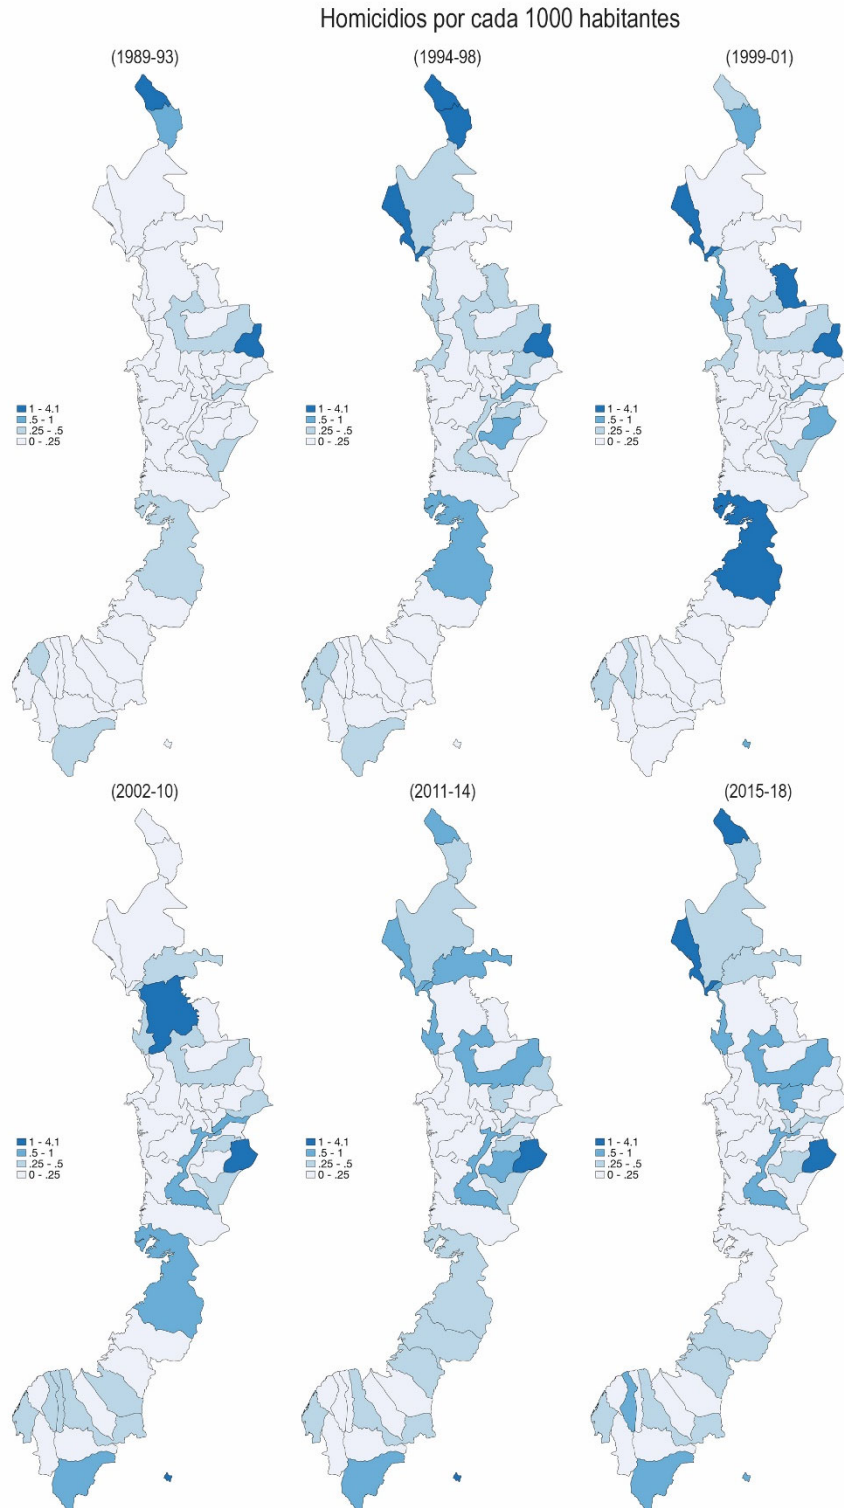 Homicidios por cada 1000 habitantes
(1989-93)
(1994-98)
(1999-01)
1 - 4.1
.5 - 1
.25 - .5
0 - .25
1 - 4.1
.5 - 1
.25 - .5
0 - .25
1 - 4.1
.5 - 1
.25 - .5
0 - .25
(2002-10)
(2011-14)
(2015-18)
1 - 4.1
.5 - 1
.25 - .5
0 - .25
1 - 4.1
.5 - 1
.25 - .5
0 - .25
1 - 4.1
.5 - 1
.25 - .5
0 - .25